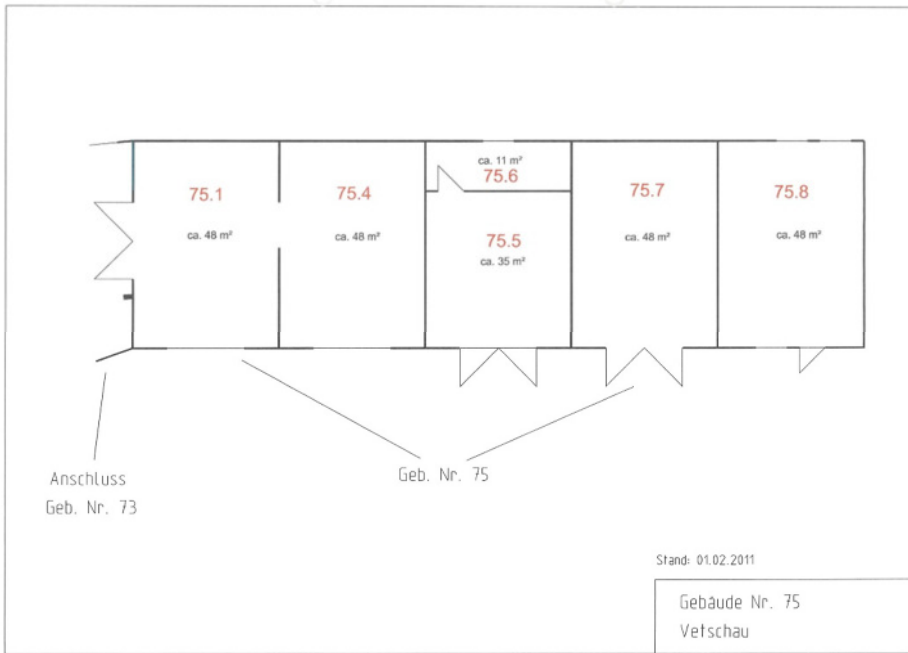 75.1
ca. 48 m²
75.4
ca. 48 m²
ca. 11 m²
75.6
75.5
ca. 35 m²
75.7
ca. 48 m²
75.8
ca. 48 m²
Anschluss
Geb. Nr. 73
Geb. Nr. 75
Stand: 01.02.2011
Gebäude Nr. 75
Vetschau